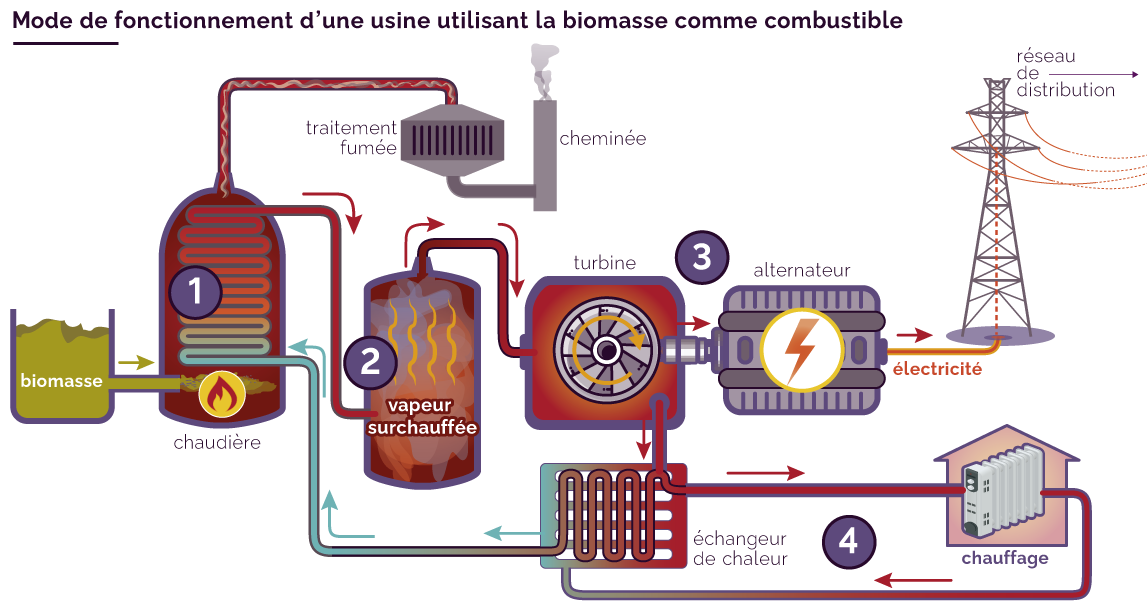 Mode de fonctionnement d'une usine utilisant la biomasse comme combustible
réseau
de
distribution
traitement
fumée
cheminée
1
2
3
4
turbine
alternateur
biomasse
chaudière
vapeur
surchauffée
électricité
échangeur
de chaleur
chauffage